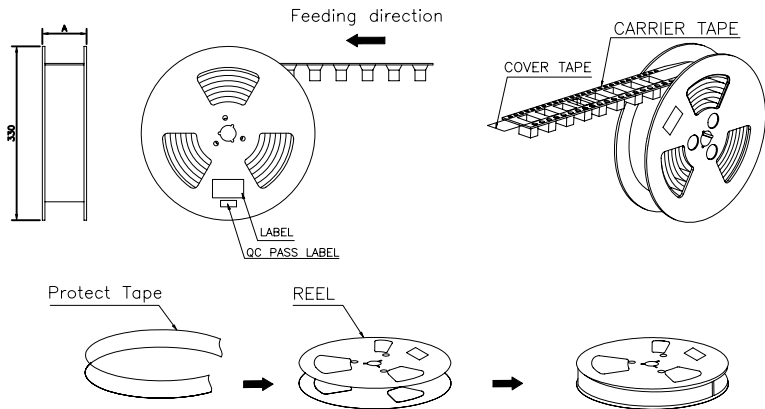 Feeding direction
A
330
LABEL
QC PASS LABEL
CARRIER TAPE
COVER TAPE
Protect Tape
REEL